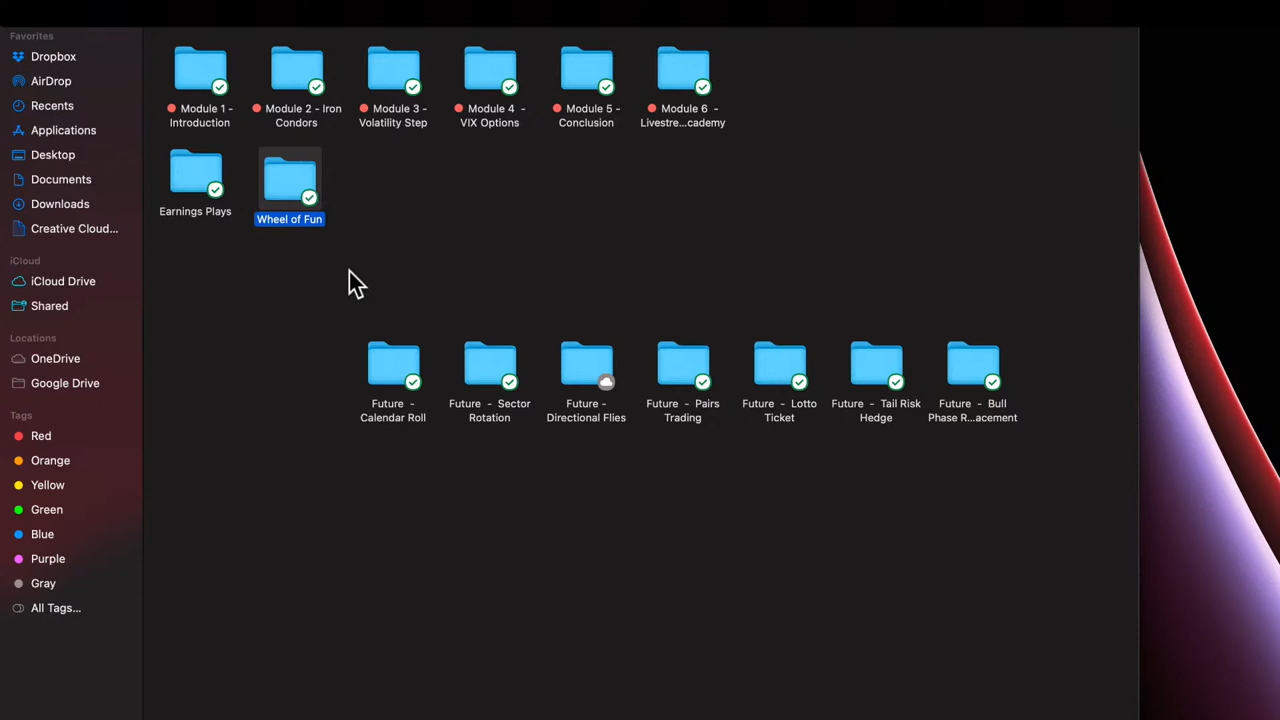 Favorites
Dropbox
AirDrop
Recents
Applications
Desktop
Documents
Downloads
Creative Cloud...
iCloud
iCloud Drive
Shared
Locations
OneDrive
Google Drive
Tags
Red
Orange
Yellow
Green
Blue
Purple
Gray
All Tags...
Module 1 -
Introduction
Module 2 - Iron
Condors
Module 3 -
Volatility Step
Module 4 -
VIX Options
Module 5 -
Conclusion
Module 6 -
Livestre...cademy
Earnings Plays
Wheel of Fun
Future -
Calendar Roll
Future - Sector
Rotation
Future -
Directional Flies
Future - Pairs
Trading
Future - Lotto
Ticket
Future - Tail Risk
Hedge
Future - Bull
Phase R...acement